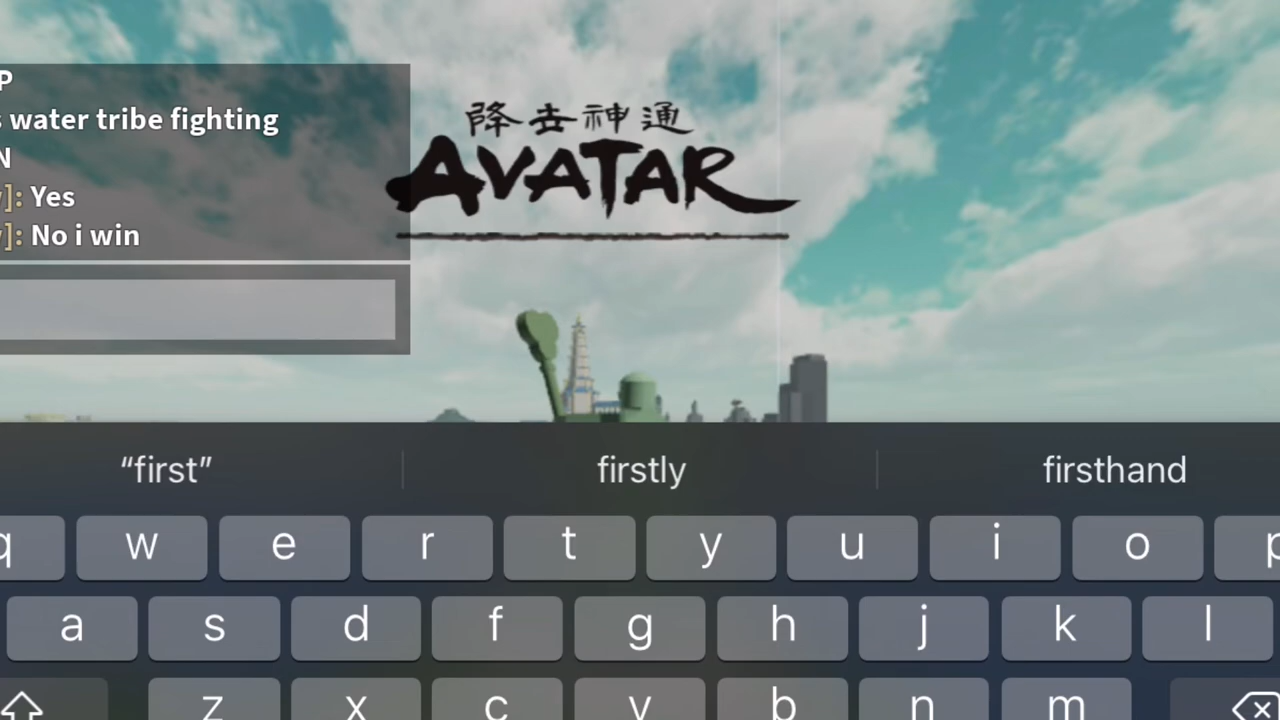 P
s water tribe fighting
N
y]: Yes
y]: No i win
降去神通
AVATAR
“first” firstly firsthand
q w e r t y u i o p
a s d f g h j k l
z x c v b n m